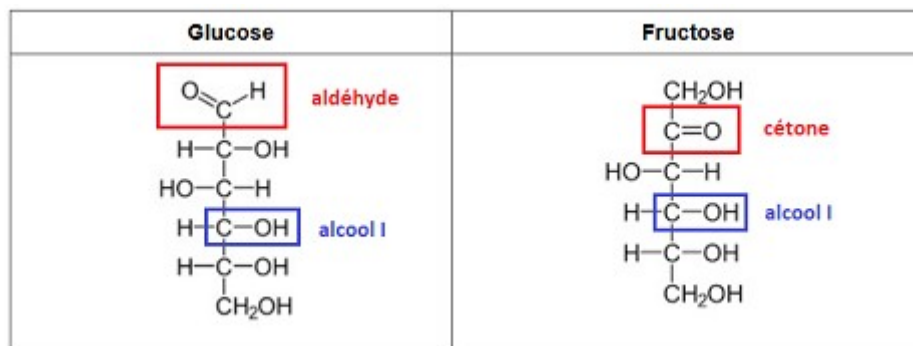 Glucose
O H
C
aldéhyde
H–C–OH
HO–C–H
H–C–OH
alcool I
H–C–OH
CH₂OH
Fructose
CH₂OH
C=O
cétone
HO–C–H
H–C–OH
alcool I
H–C–OH
CH₂OH